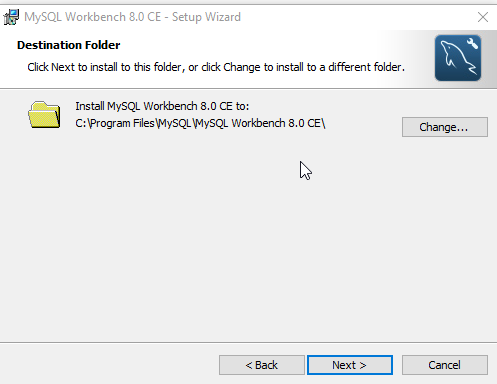 MySQL Workbench 8.0 CE - Setup Wizard
Destination Folder
Click Next to install to this folder, or click Change to install to a different folder.
Install MySQL Workbench 8.0 CE to:
C:\Program Files\MySQL\MySQL Workbench 8.0 CE\
Change...
< Back
Next >
Cancel